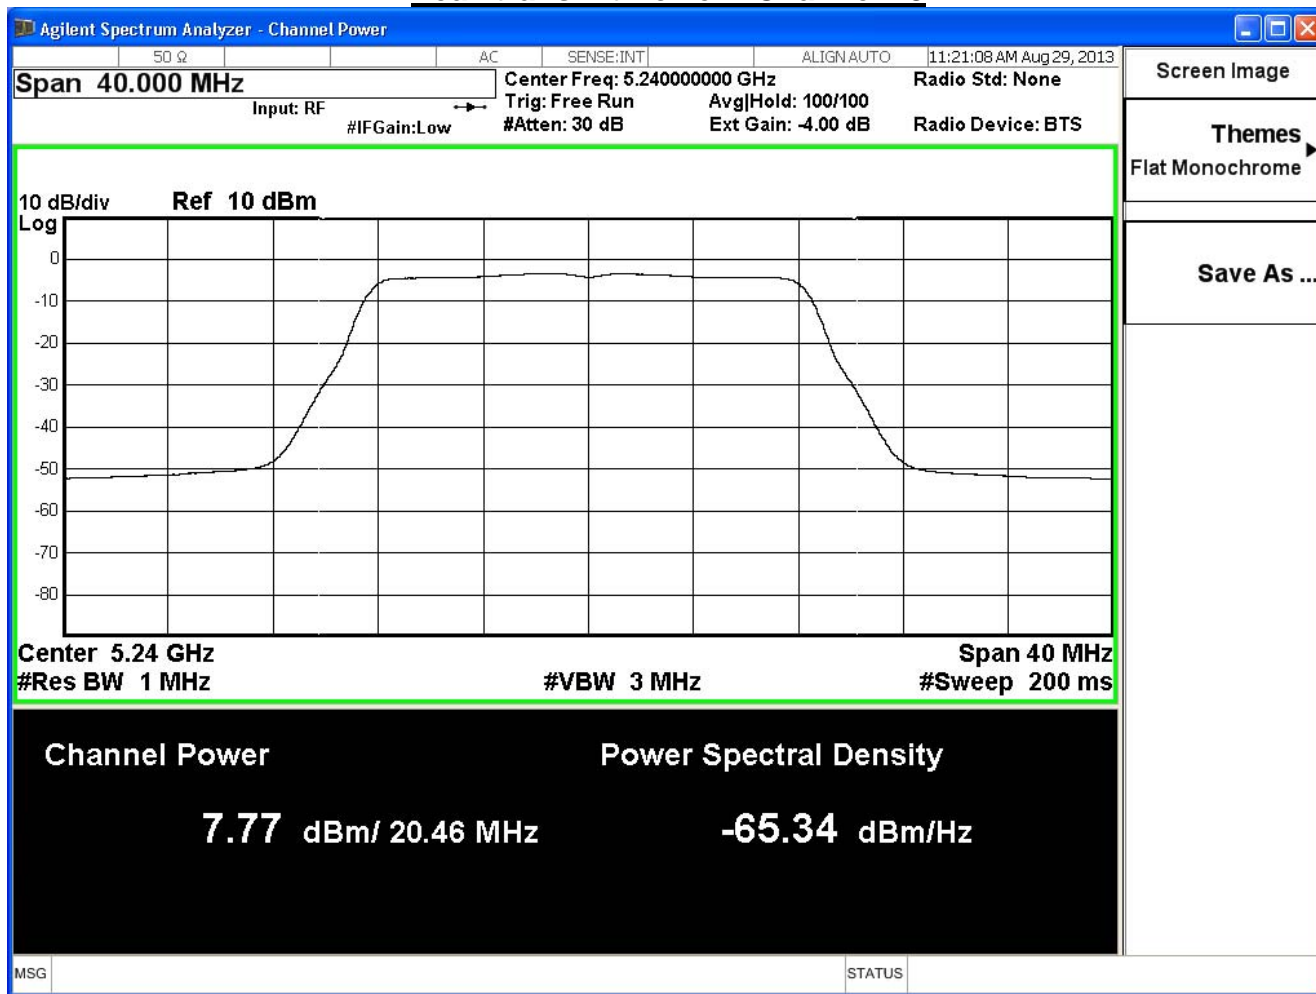 Agilent Spectrum Analyzer - Channel Power
50 Ω AC SENSE:INT ALIGN AUTO 11:21:08 AM Aug 29, 2013
Span 40.000 MHz
Input: RF
#IFGain:Low
Center Freq: 5.240000000 GHz
Trig: Free Run
#Atten: 30 dB
Avg|Hold: 100/100
Ext Gain: -4.00 dB
Radio Std: None
Radio Device: BTS
10 dB/div Ref 10 dBm
Log
0
-10
-20
-30
-40
-50
-60
-70
-80
Center 5.24 GHz Span 40 MHz
#Res BW 1 MHz #VBW 3 MHz #Sweep 200 ms
Channel Power Power Spectral Density
7.77 dBm/ 20.46 MHz -65.34 dBm/Hz
MSG STATUS
Screen Image
Themes
Flat Monochrome
Save As ...